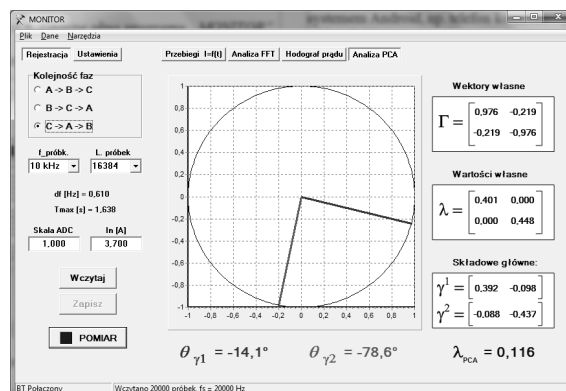 MONITOR
Plik Dane Narzędzia
Rejestracja Ustawienia Przebiegi I=f(t) Analiza FFT Hodograf prądu Analiza PCA
Kolejność faz
A -> B -> C
B -> C -> A
C -> A -> B
f_próbk. L. próbek
10 kHz 16384
df [Hz] = 0,610
Tmax [s] = 1,638
Skala ADC In [A]
1,000 3,700
Wczytaj
Zapisz
POMIAR
1
0,8
0,6
0,4
0,2
0
-0,2
-0,4
-0,6
-0,8
-1
-1 -0,8 -0,6 -0,4 -0,2 0 0,2 0,4 0,6 0,8 1
θ γ1 = -14,1° θ γ2 = -78,6°
Wektory własne
Γ = [ 0,976 -0,219
-0,219 -0,976 ]
Wartości własne
λ = [ 0,401 0,000
0,000 0,448 ]
Składowe główne:
γ¹ = [ 0,392 -0,098 ]
γ² = [ -0,088 -0,437 ]
λPCA = 0,116
BT Połączony Wczytano 20000 próbek, fs = 20000 Hz